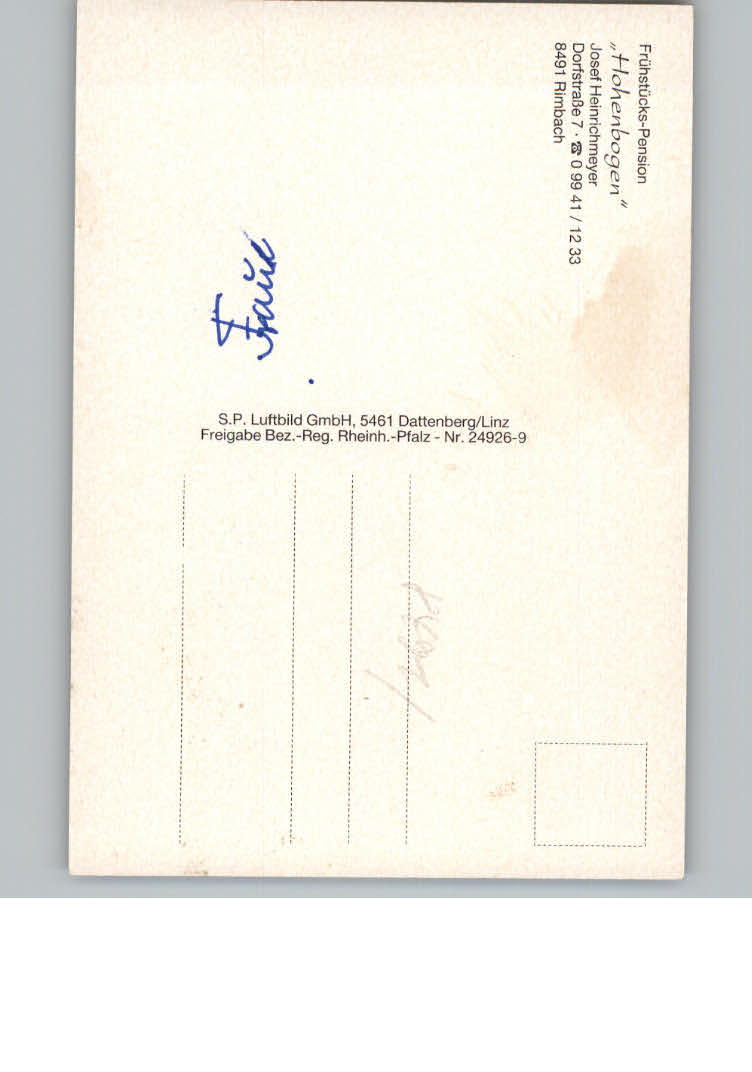 Frühstücks-Pension
„Hohenbogen“
Josef Heinrichmeyer
Dorfstraße 7 · ☎ 0 99 41 / 12 33
8491 Rimbach
S.P. Luftbild GmbH, 5461 Dattenberg/Linz
Freigabe Bez.-Reg. Rheinh.-Pfalz - Nr. 24926-9